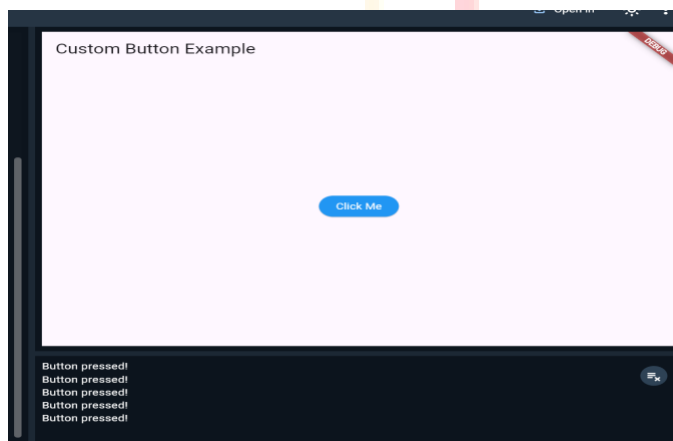 Open in
Custom Button Example
DEBUG
Click Me
Button pressed!
Button pressed!
Button pressed!
Button pressed!
Button pressed!